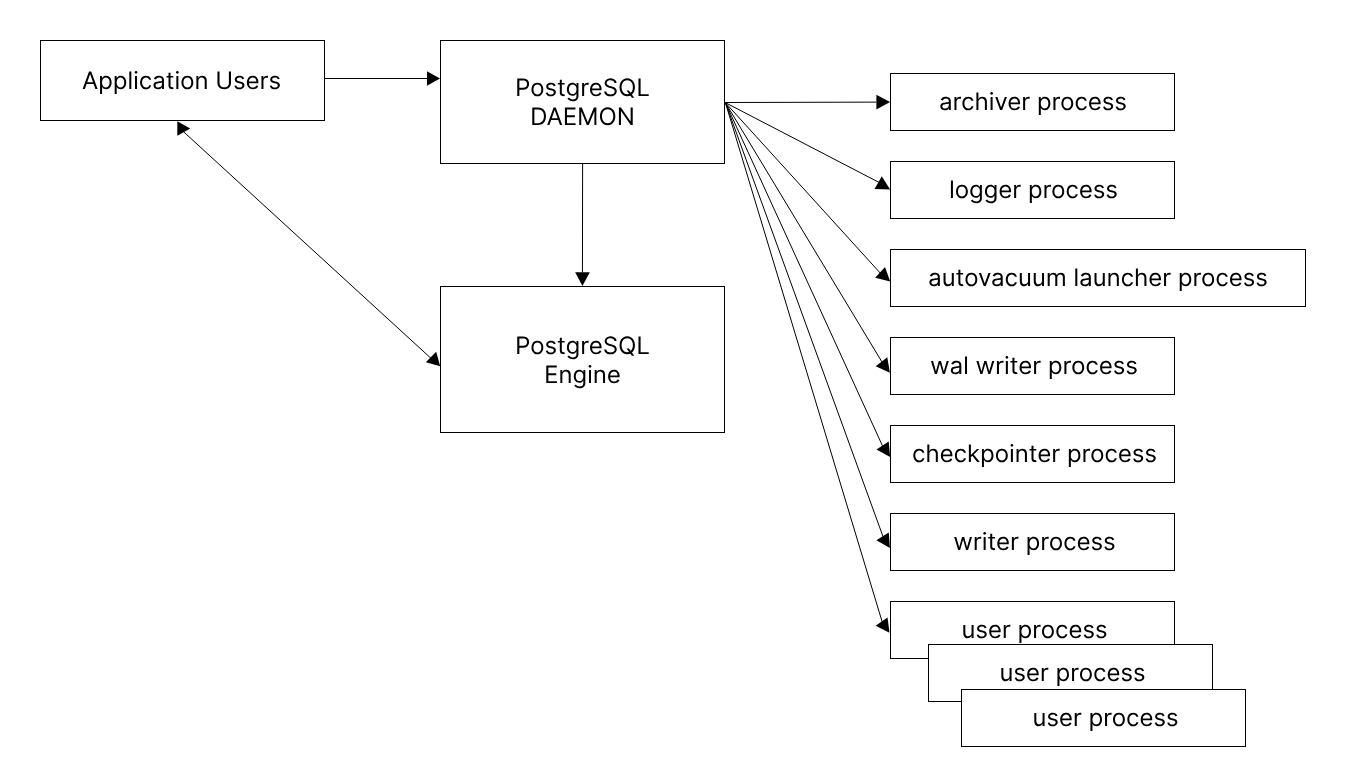 Application Users
PostgreSQL
DAEMON
archiver process
logger process
autovacuum launcher process
PostgreSQL
Engine
wal writer process
checkpointer process
writer process
user process
user process
user process